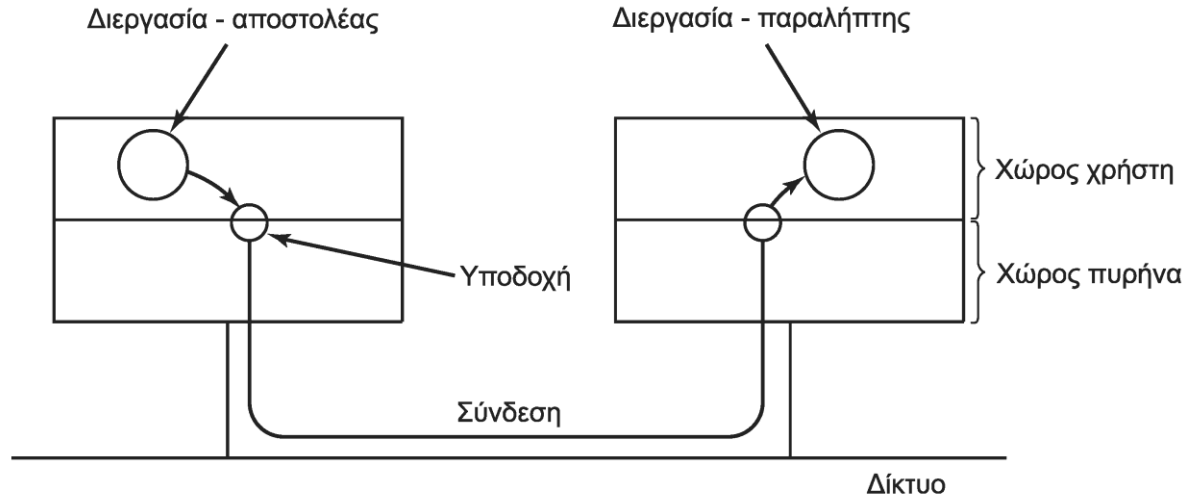 Διεργασία - αποστολέας
Διεργασία - παραλήπτης
Χώρος χρήστη
Υποδοχή
Χώρος πυρήνα
Σύνδεση
Δίκτυο